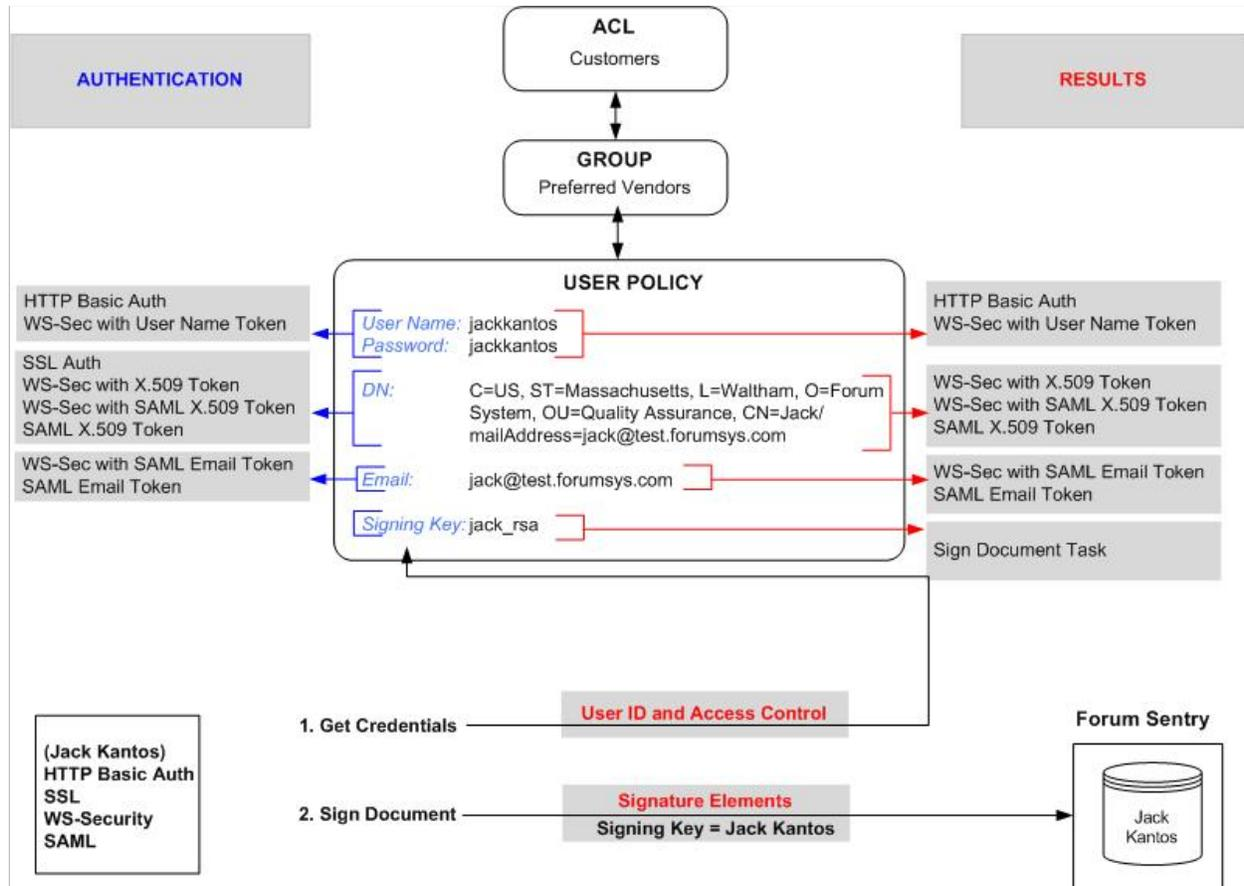 ACL
Customers
AUTHENTICATION
RESULTS
GROUP
Preferred Vendors
USER POLICY
HTTP Basic Auth
WS-Sec with User Name Token
User Name: jackkantos
Password: jackkantos
HTTP Basic Auth
WS-Sec with User Name Token
SSL Auth
WS-Sec with X.509 Token
WS-Sec with SAML X.509 Token
SAML X.509 Token
DN: C=US, ST=Massachusetts, L=Waltham, O=Forum
System, OU=Quality Assurance, CN=Jack/
mailAddress=jack@test.forumsys.com
WS-Sec with X.509 Token
WS-Sec with SAML X.509 Token
SAML X.509 Token
WS-Sec with SAML Email Token
SAML Email Token
Email: jack@test.forumsys.com
WS-Sec with SAML Email Token
SAML Email Token
Signing Key: jack_rsa
Sign Document Task
1. Get Credentials
User ID and Access Control
Forum Sentry
(Jack Kantos)
HTTP Basic Auth
SSL
WS-Security
SAML
2. Sign Document
Signature Elements
Signing Key = Jack Kantos
Jack
Kantos